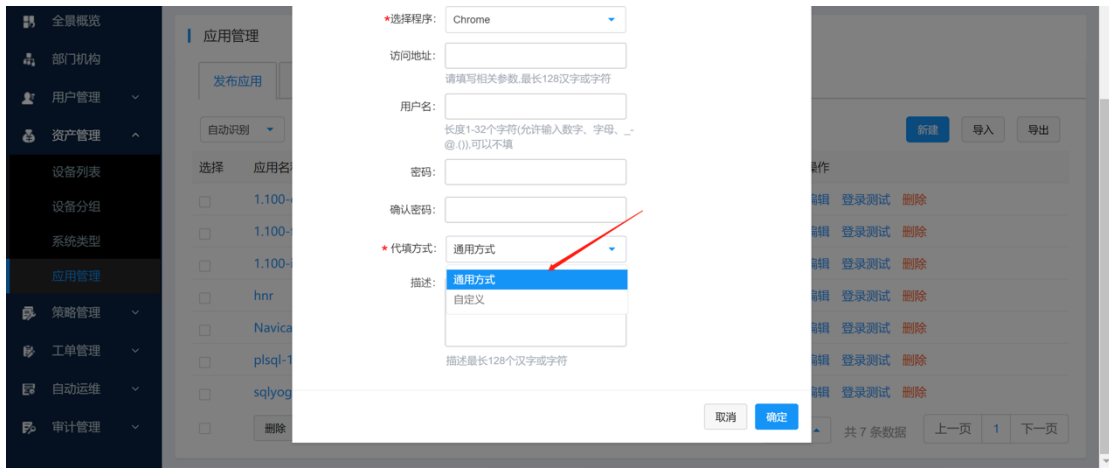 全景概览
部门机构
用户管理
资产管理
设备列表
设备分组
系统类型
应用管理
策略管理
工单管理
自动运维
审计管理
应用管理
发布应用
自动识别
新建
导入
导出
选择
应用名
操作
1.100-
编辑 登录测试 删除
1.100-
编辑 登录测试 删除
1.100-
编辑 登录测试 删除
hnr
编辑 登录测试 删除
Navica
编辑 登录测试 删除
plsql-1
编辑 登录测试 删除
sqlyog
编辑 登录测试 删除
删除
共 7 条数据
上一页
1
下一页
*选择程序: Chrome
访问地址:
请填写相关参数,最长128汉字或字符
用户名:
长度1-32个字符(允许输入数字、字母、_-
@.()),可以不填
密码:
确认密码:
* 代填方式: 通用方式
描述:
通用方式
自定义
描述最长128个汉字或字符
取消
确定